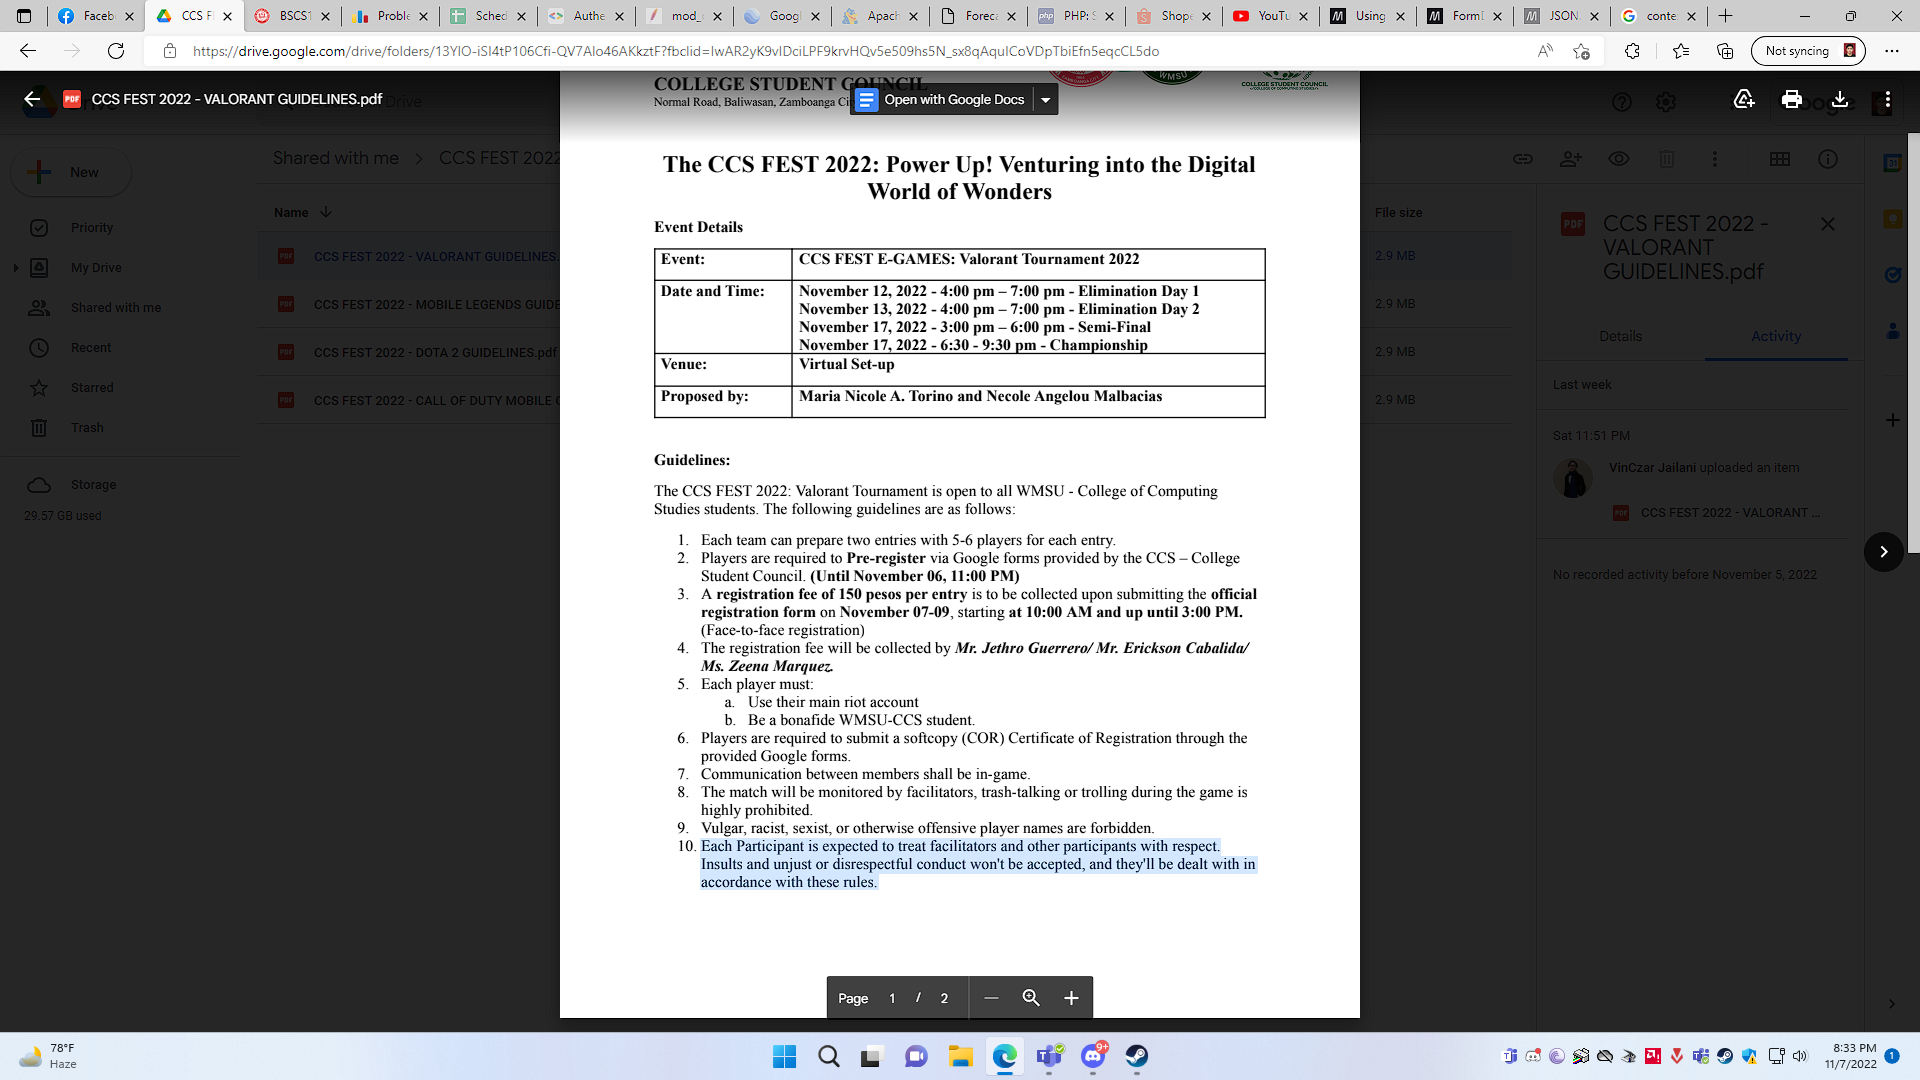 Faceb
CCS F
BSCS1
Proble
Sched
Authe
mod_
Googl
Apach
Foreca
PHP: S
Shope
YouTu
Using
FormD
JSON.
conte
https://drive.google.com/drive/folders/13YlO-iSI4tP106Cfi-QV7Alo46AKkztF?fbclid=IwAR2yK9vlDciLPF9krvHQv5e509hs5N_sx8qAqulCoVDpTbiEfn5eqcCL5do
Not syncing
CCS FEST 2022 - VALORANT GUIDELINES.pdf
Drive
Open with Google Docs
New
Priority
My Drive
Shared with me
Recent
Starred
Trash
Storage
29.57 GB used
Shared with me > CCS FEST 2022
Name
File size
CCS FEST 2022 - VALORANT GUIDELINES.
2.9 MB
CCS FEST 2022 - MOBILE LEGENDS GUIDE
2.9 MB
CCS FEST 2022 - DOTA 2 GUIDELINES.pdf
2.9 MB
CCS FEST 2022 - CALL OF DUTY MOBILE
2.9 MB
COLLEGE STUDENT COUNCIL
Normal Road, Baliwasan, Zamboanga Ci
WMSU
COLLEGE STUDENT COUNCIL
The CCS FEST 2022: Power Up! Venturing into the Digital
World of Wonders
Event Details
Event: CCS FEST E-GAMES: Valorant Tournament 2022
Date and Time: November 12, 2022 - 4:00 pm – 7:00 pm - Elimination Day 1
November 13, 2022 - 4:00 pm – 7:00 pm - Elimination Day 2
November 17, 2022 - 3:00 pm – 6:00 pm - Semi-Final
November 17, 2022 - 6:30 - 9:30 pm - Championship
Venue: Virtual Set-up
Proposed by: Maria Nicole A. Torino and Necole Angelou Malbacias
Guidelines:
The CCS FEST 2022: Valorant Tournament is open to all WMSU - College of Computing
Studies students. The following guidelines are as follows:
1. Each team can prepare two entries with 5-6 players for each entry.
2. Players are required to Pre-register via Google forms provided by the CCS – College
Student Council. (Until November 06, 11:00 PM)
3. A registration fee of 150 pesos per entry is to be collected upon submitting the official
registration form on November 07-09, starting at 10:00 AM and up until 3:00 PM.
(Face-to-face registration)
4. The registration fee will be collected by Mr. Jethro Guerrero/ Mr. Erickson Cabalida/
Ms. Zeena Marquez.
5. Each player must:
a. Use their main riot account
b. Be a bonafide WMSU-CCS student.
6. Players are required to submit a softcopy (COR) Certificate of Registration through the
provided Google forms.
7. Communication between members shall be in-game.
8. The match will be monitored by facilitators, trash-talking or trolling during the game is
highly prohibited.
9. Vulgar, racist, sexist, or otherwise offensive player names are forbidden.
10. Each Participant is expected to treat facilitators and other participants with respect.
Insults and unjust or disrespectful conduct won't be accepted, and they'll be dealt with in
accordance with these rules.
Page 1 / 2
CCS FEST 2022 -
VALORANT
GUIDELINES.pdf
Details
Activity
Last week
Sat 11:51 PM
VinCzar Jailani uploaded an item
CCS FEST 2022 - VALORANT ...
No recorded activity before November 5, 2022
78°F
Haze
9+
8:33 PM
11/7/2022
1